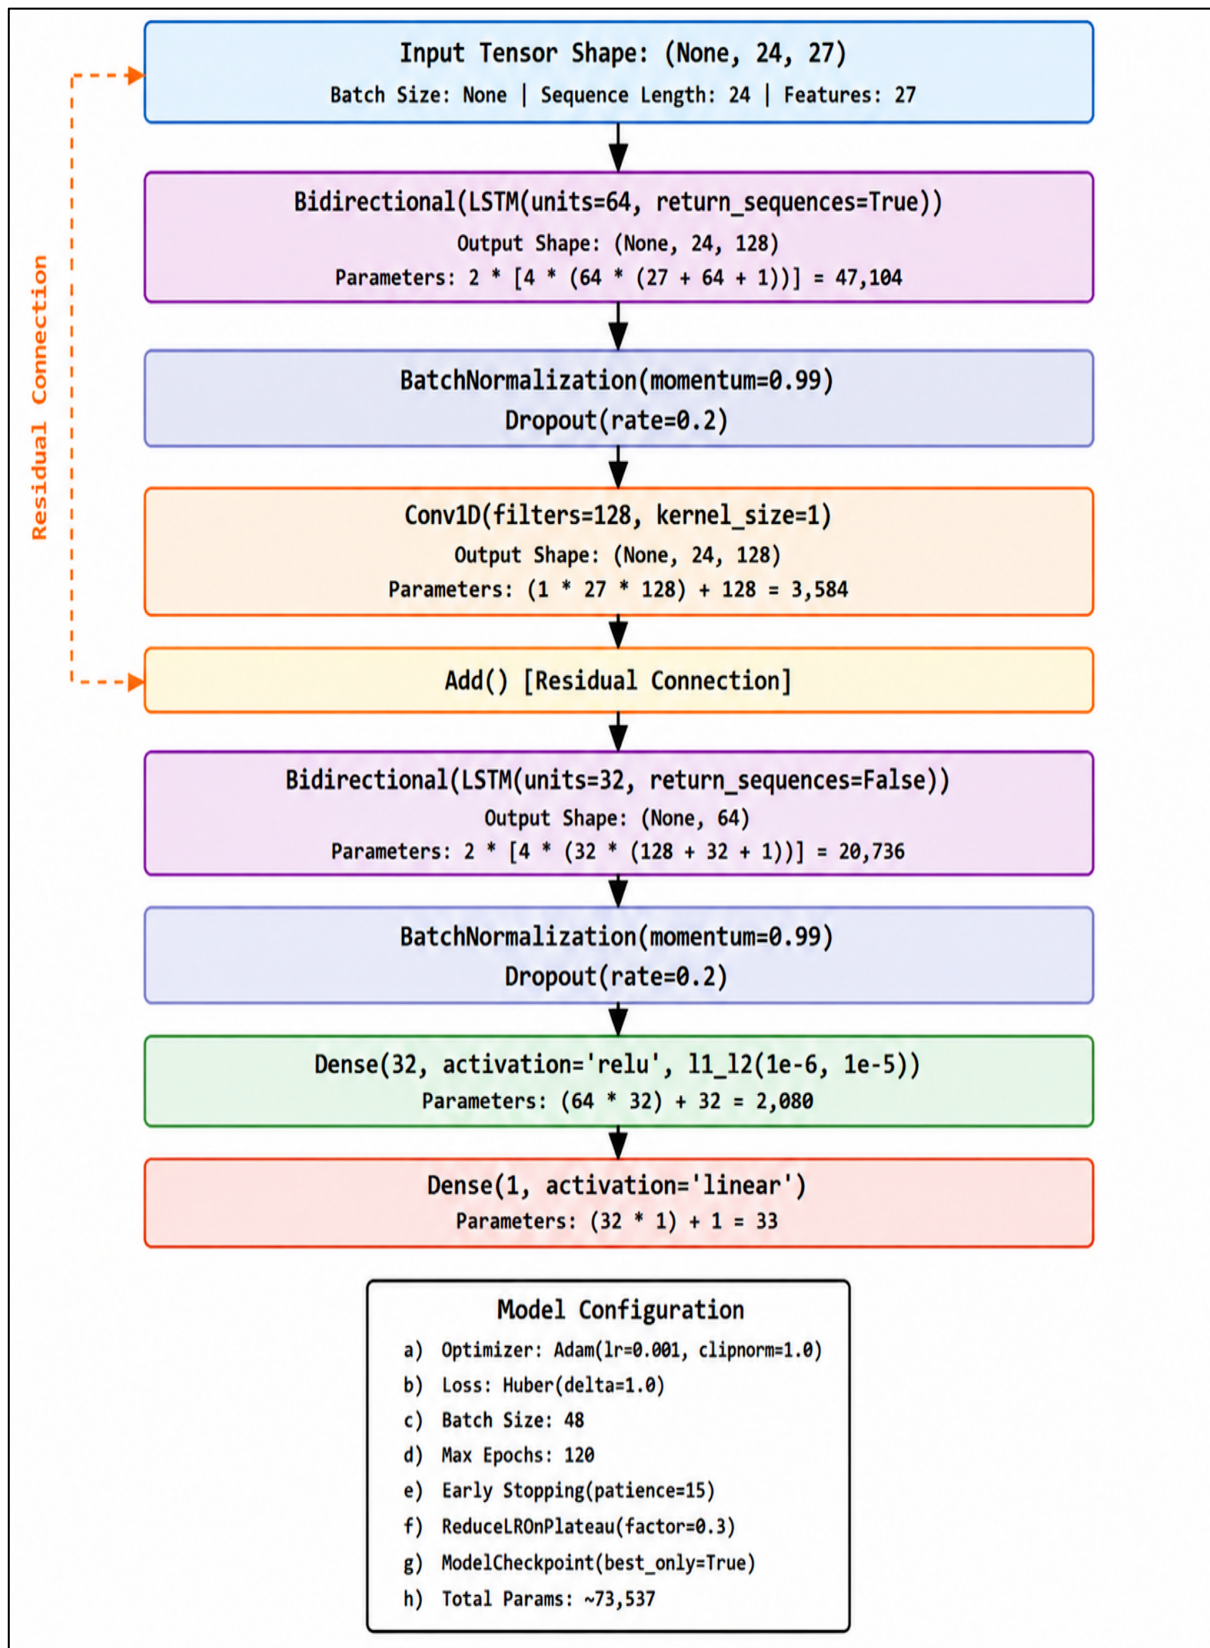 Input Tensor Shape: (None, 24, 27)
Batch Size: None | Sequence Length: 24 | Features: 27
Residual Connection
Bidirectional(LSTM(units=64, return_sequences=True))
Output Shape: (None, 24, 128)
Parameters: 2 * [4 * (64 * (27 + 64 + 1))] = 47,104
BatchNormalization(momentum=0.99)
Dropout(rate=0.2)
Conv1D(filters=128, kernel_size=1)
Output Shape: (None, 24, 128)
Parameters: (1 * 27 * 128) + 128 = 3,584
Add() [Residual Connection]
Bidirectional(LSTM(units=32, return_sequences=False))
Output Shape: (None, 64)
Parameters: 2 * [4 * (32 * (128 + 32 + 1))] = 20,736
BatchNormalization(momentum=0.99)
Dropout(rate=0.2)
Dense(32, activation='relu', l1_l2(1e-6, 1e-5))
Parameters: (64 * 32) + 32 = 2,080
Dense(1, activation='linear')
Parameters: (32 * 1) + 1 = 33
Model Configuration
a) Optimizer: Adam(lr=0.001, clipnorm=1.0)
b) Loss: Huber(delta=1.0)
c) Batch Size: 48
d) Max Epochs: 120
e) Early Stopping(patience=15)
f) ReduceLROnPlateau(factor=0.3)
g) ModelCheckpoint(best_only=True)
h) Total Params: ~73,537